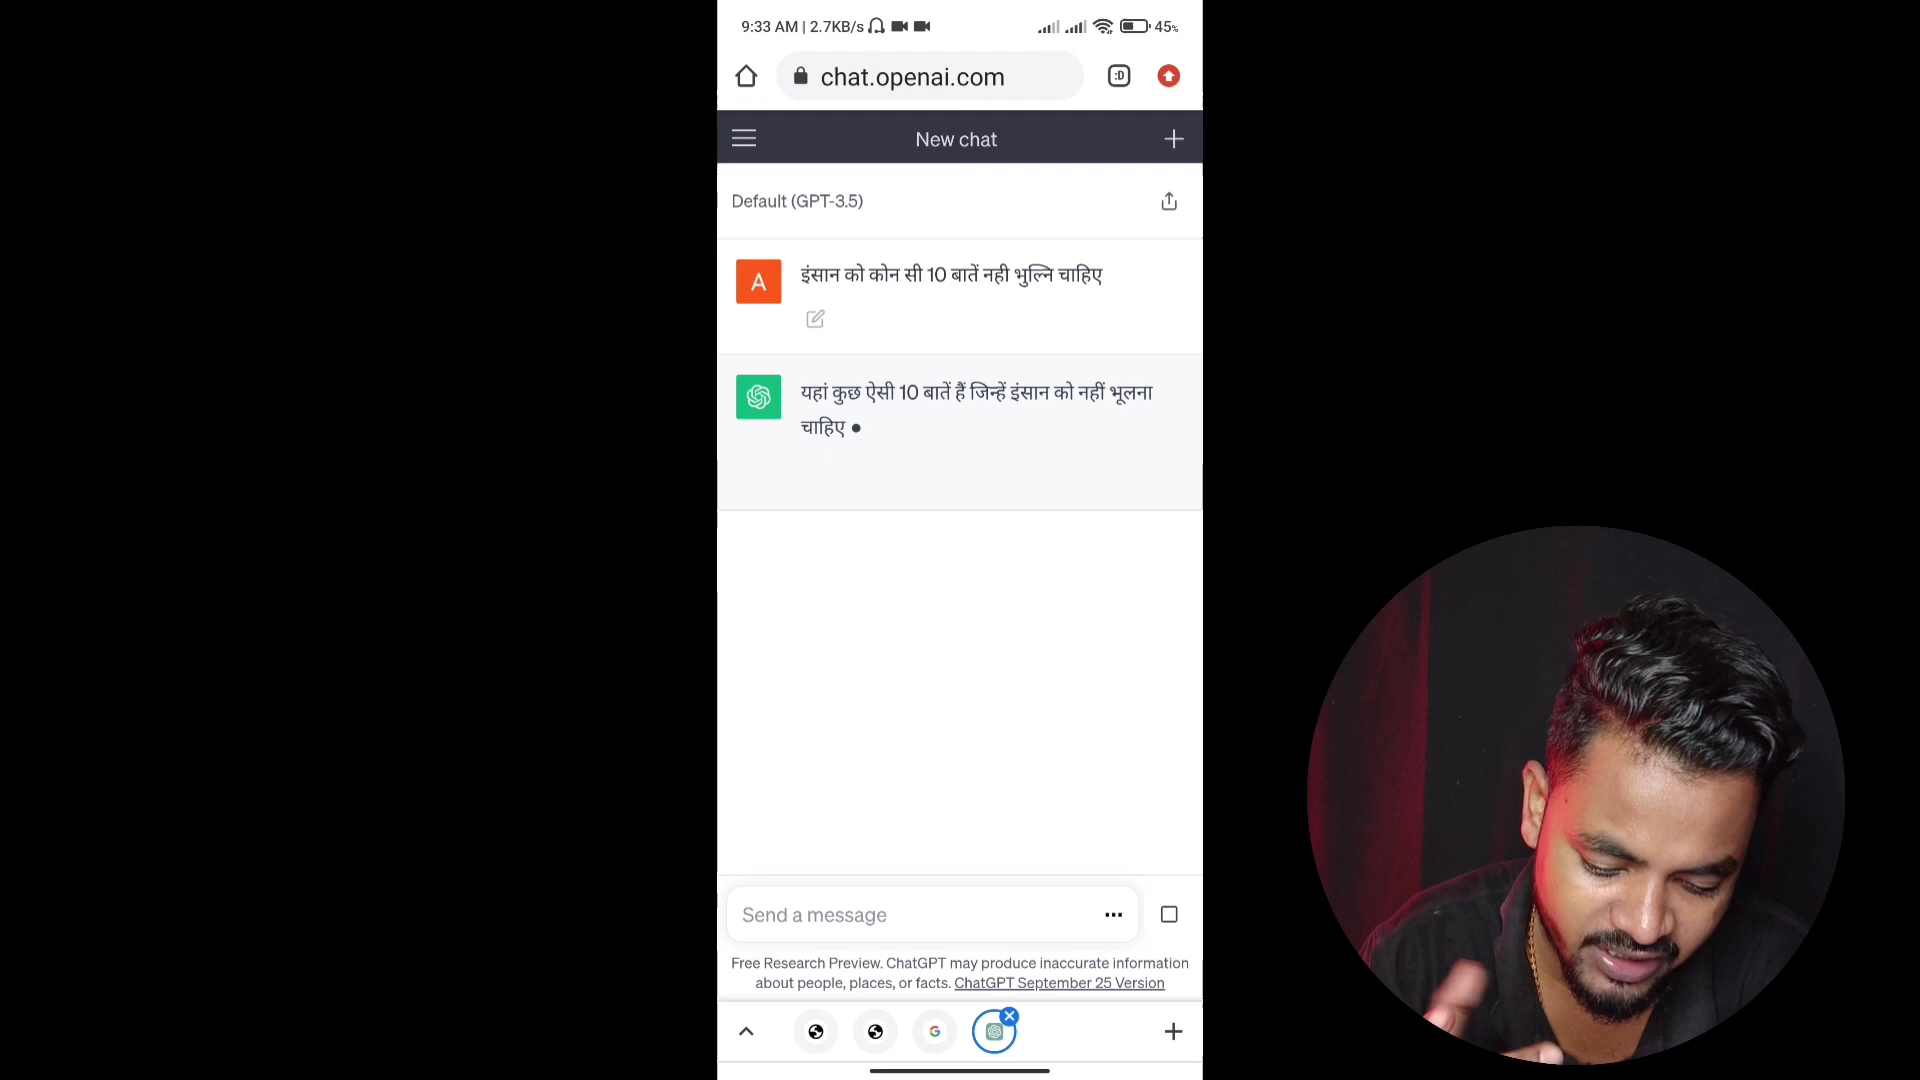 9:33 AM | 2.7KB/s
45%
chat.openai.com
:D
New chat
Default (GPT-3.5)
A
इंसान को कोन सी 10 बातें नही भुल्नि चाहिए
यहां कुछ ऐसी 10 बातें हैं जिन्हें इंसान को नहीं भूलना
चाहिए
Send a message
Free Research Preview. ChatGPT may produce inaccurate information
about people, places, or facts. ChatGPT September 25 Version